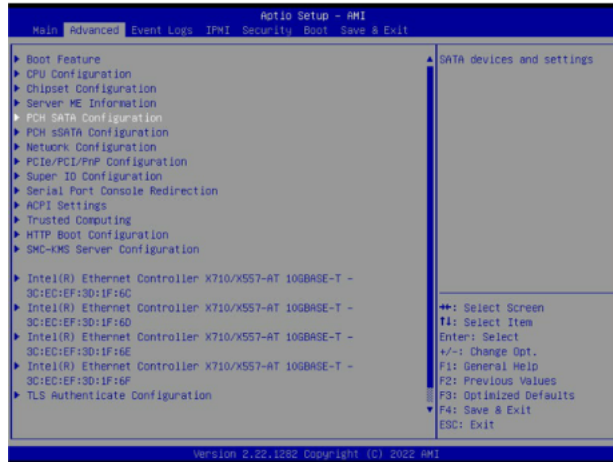 Aptio Setup - AMI
Main Advanced Event Logs IPMI Security Boot Save & Exit
Boot Feature
CPU Configuration
Chipset Configuration
Server ME Information
PCH SATA Configuration
PCH sSATA Configuration
Network Configuration
PCIe/PCI/PnP Configuration
Super IO Configuration
Serial Port Console Redirection
ACPI Settings
Trusted Computing
HTTP Boot Configuration
SMC-KMS Server Configuration
Intel(R) Ethernet Controller X710/X557-AT 10GBASE-T -
3C:EC:EF:3D:1F:6C
Intel(R) Ethernet Controller X710/X557-AT 10GBASE-T -
3C:EC:EF:3D:1F:6D
Intel(R) Ethernet Controller X710/X557-AT 10GBASE-T -
3C:EC:EF:3D:1F:6E
Intel(R) Ethernet Controller X710/X557-AT 10GBASE-T -
3C:EC:EF:3D:1F:6F
TLS Authenticate Configuration
SATA devices and settings
↔: Select Screen
↑↓: Select Item
Enter: Select
+/-: Change Opt.
F1: General Help
F2: Previous Values
F3: Optimized Defaults
F4: Save & Exit
ESC: Exit
Version 2.22.1282 Copyright (C) 2022 AMI